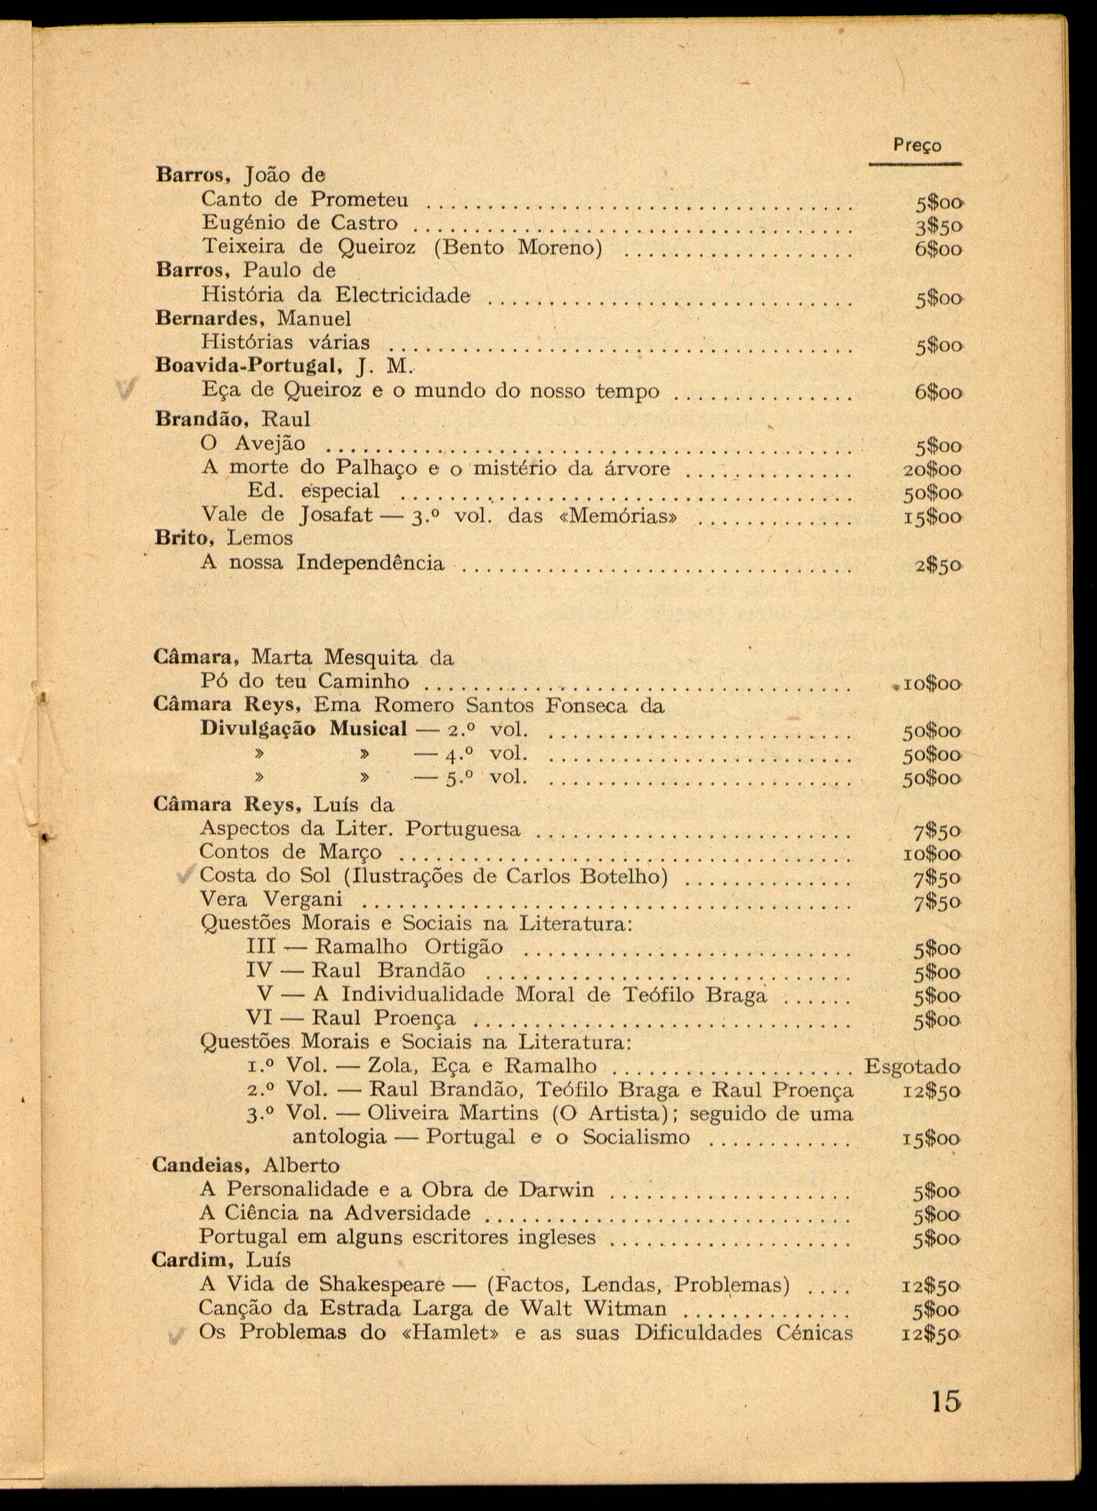 Preço
Barros, João de
Canto de Prometeu .................................... 5$00
Eugénio de Castro .................................... 3$50
Teixeira de Queiroz (Bento Moreno) ................... 6$00
Barros, Paulo de
História da Electricidade .............................. 5$00
Bernardes, Manuel
Histórias várias ...................................... 5$00
Boavida-Portugal, J. M.
Eça de Queiroz e o mundo do nosso tempo ............... 6$00
Brandão, Raul
O Avejão ........................................... 5$00
A morte do Palhaço e o mistério da árvore .............. 20$00
Ed. especial ..................................... 50$00
Vale de Josafat — 3.º vol. das «Memórias» ............. 15$00
Brito, Lemos
A nossa Independência ................................ 2$50
Câmara, Marta Mesquita da
Pó do teu Caminho ................................... 10$00
Câmara Reys, Ema Romero Santos Fonseca da
Divulgação Musical — 2.º vol. ......................... 50$00
» » — 4.º vol. ......................... 50$00
» » — 5.º vol. ......................... 50$00
Câmara Reys, Luís da
Aspectos da Liter. Portuguesa .......................... 7$50
Contos de Março ..................................... 10$00
Costa do Sol (Ilustrações de Carlos Botelho) .............. 7$50
Vera Vergani ........................................ 7$50
Questões Morais e Sociais na Literatura:
III — Ramalho Ortigão ........................... 5$00
IV — Raul Brandão .............................. 5$00
V — A Individualidade Moral de Teófilo Braga ...... 5$00
VI — Raul Proença ............................... 5$00
Questões Morais e Sociais na Literatura:
1.º Vol. — Zola, Eça e Ramalho .................... Esgotado
2.º Vol. — Raul Brandão, Teófilo Braga e Raul Proença 12$50
3.º Vol. — Oliveira Martins (O Artista); seguido de uma
antologia — Portugal e o Socialismo ............ 15$00
Candeias, Alberto
A Personalidade e a Obra de Darwin .................... 5$00
A Ciência na Adversidade .............................. 5$00
Portugal em alguns escritores ingleses .................... 5$00
Cardim, Luís
A Vida de Shakespeare — (Factos, Lendas, Problemas) .... 12$50
Canção da Estrada Larga de Walt Witman .............. 5$00
Os Problemas do «Hamlet» e as suas Dificuldades Cénicas 12$50
15